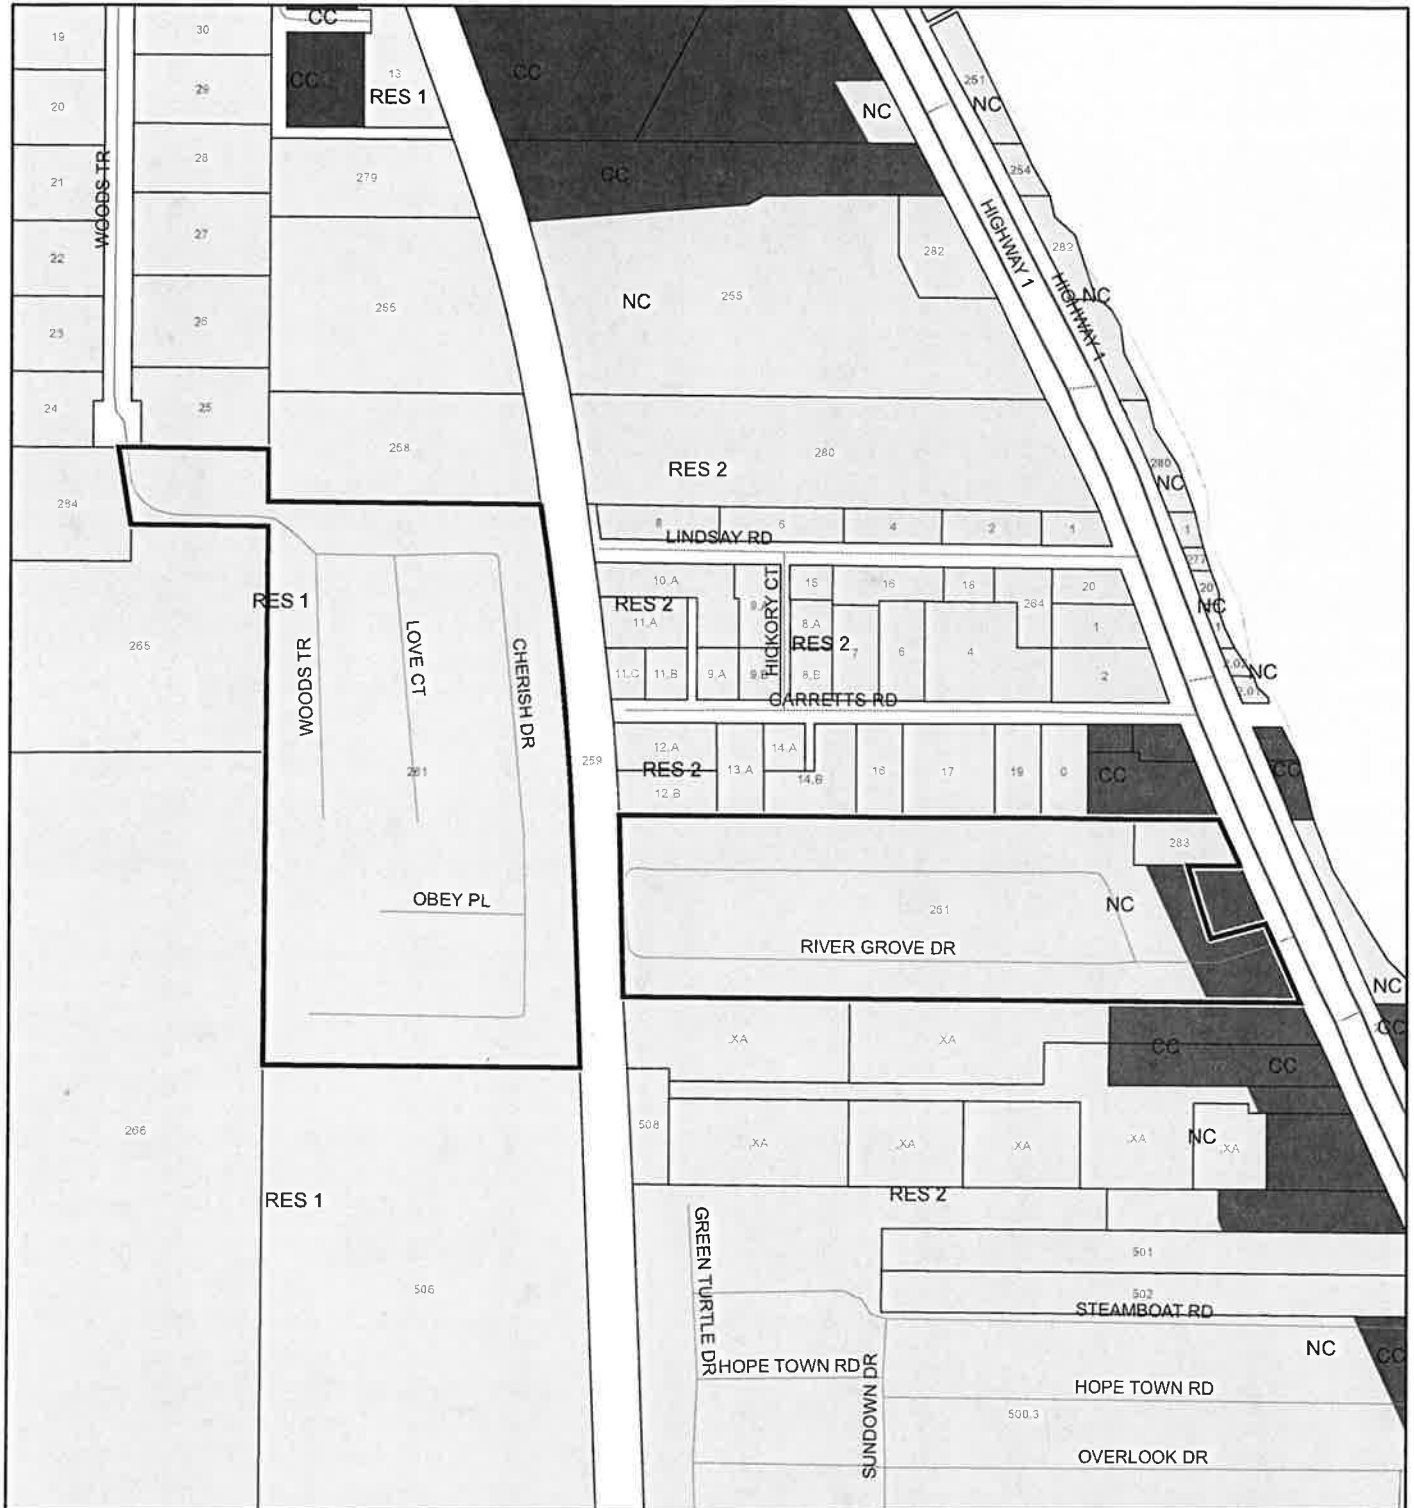 CC
19
30
CC
CC
13
251
29
RES 1
NC
NC
20
28
254
WOODS TR
279
CC
21
27
HIGHWAY 1
282
282
22
NC
255
255
NC
26
23
HIGHWAY 1
24
25
258
280
RES 2
280
NC
284
8
6
4
2
1
1
LINDSAY RD
10.A
15
16
18
20
20
RES 1
RES 2
HICKORY CT
264
NC
11.A
8.A
1
1
LOVE CT
265
WOODS TR
CHERISH DR
RES 2
7
6
4
2.02
NC
11.C
11.B
9.A
9.B
8.B
2
2.01
GARRETTS RD
12.A
14.A
259
RES 2
13.A
16
17
19
0
CC
CC
261
14.B
12.B
283
OBEY PL
261
NC
RIVER GROVE DR
NC
CC
.XA
.XA
CC
CC
508
266
.XA
.XA
.XA
.XA
NC
.XA
RES 1
RES 2
GREEN TURTLE DR
501
506
502
STEAMBOAT RD
NC
CC
HOPE TOWN RD
SUNDOWN DR
HOPE TOWN RD
500.3
OVERLOOK DR